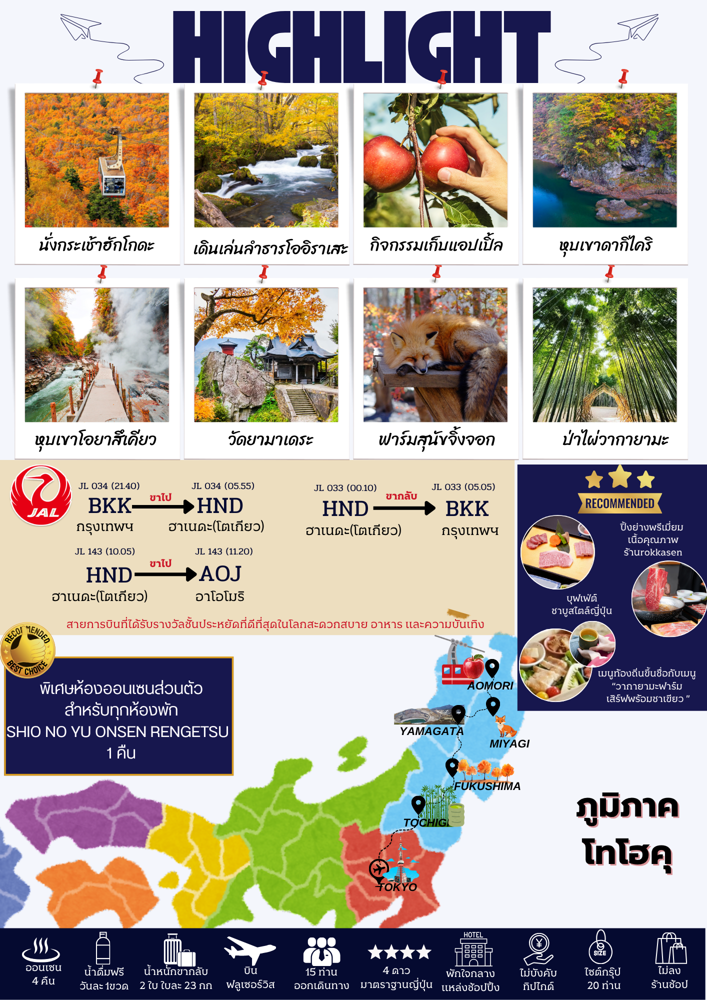 HIGHLIGHT
นั่งกระเช้าฮักโกดะ
เดินเล่นลำธารโออิราเสะ
กิจกรรมเก็บแอปเปิ้ล
หุบเขาดากิไคริ
หุบเขาโอยาสึเคียว
วัดยามาเดระ
ฟาร์มสุนัขจิ้งจอก
ป่าไผ่วากายามะ
JAL
JL 034 (21.40)
JL 034 (05.55)
BKK
ขาไป
HND
กรุงเทพฯ
ฮาเนดะ(โตเกียว)
JL 033 (00.10)
JL 033 (05.05)
HND
ขากลับ
BKK
ฮาเนดะ(โตเกียว)
กรุงเทพฯ
JL 143 (10.05)
JL 143 (11.20)
HND
ขาไป
AOJ
ฮาเนดะ(โตเกียว)
อาโอโมริ
สายการบินที่ได้รับรางวัลชั้นประหยัดที่ดีที่สุดในโลกสะดวกสบาย อาหาร และความบันเทิง
RECOMMENDED
ปิ้งย่างพรีเมี่ยม
เนื้อคุณภาพ
ร้านrokkasen
บุฟเฟ่ต์
ชาบูสไตล์ญี่ปุ่น
เมนูท้องถิ่นขึ้นชื่อกับเมนู
“วากายามะฟาร์ม
เสิร์ฟพร้อมชาเขียว ”
RECOMMENDED
BEST CHOICE
พิเศษห้องออนเซนส่วนตัว
สำหรับทุกห้องพัก
SHIO NO YU ONSEN RENGETSU
1 คืน
AOMORI
YAMAGATA
MIYAGI
FUKUSHIMA
TOCHIGI
TOKYO
ภูมิภาค
โทโฮคุ
ออนเซน
4 คืน
น้ำดื่มฟรี
วันละ 1ขวด
น้ำหนักขากลับ
2 ใบ ใบละ 23 กก
บิน
ฟลูเซอร์วิส
15 ท่าน
ออกเดินทาง
4 ดาว
มาตราฐานญี่ปุ่น
HOTEL
พักใจกลาง
แหล่งช้อปปิ้ง
ไม่บังคับ
ทิปไกด์
SIZE
ไซต์กรุ๊ป
20 ท่าน
ไม่ลง
ร้านช้อป